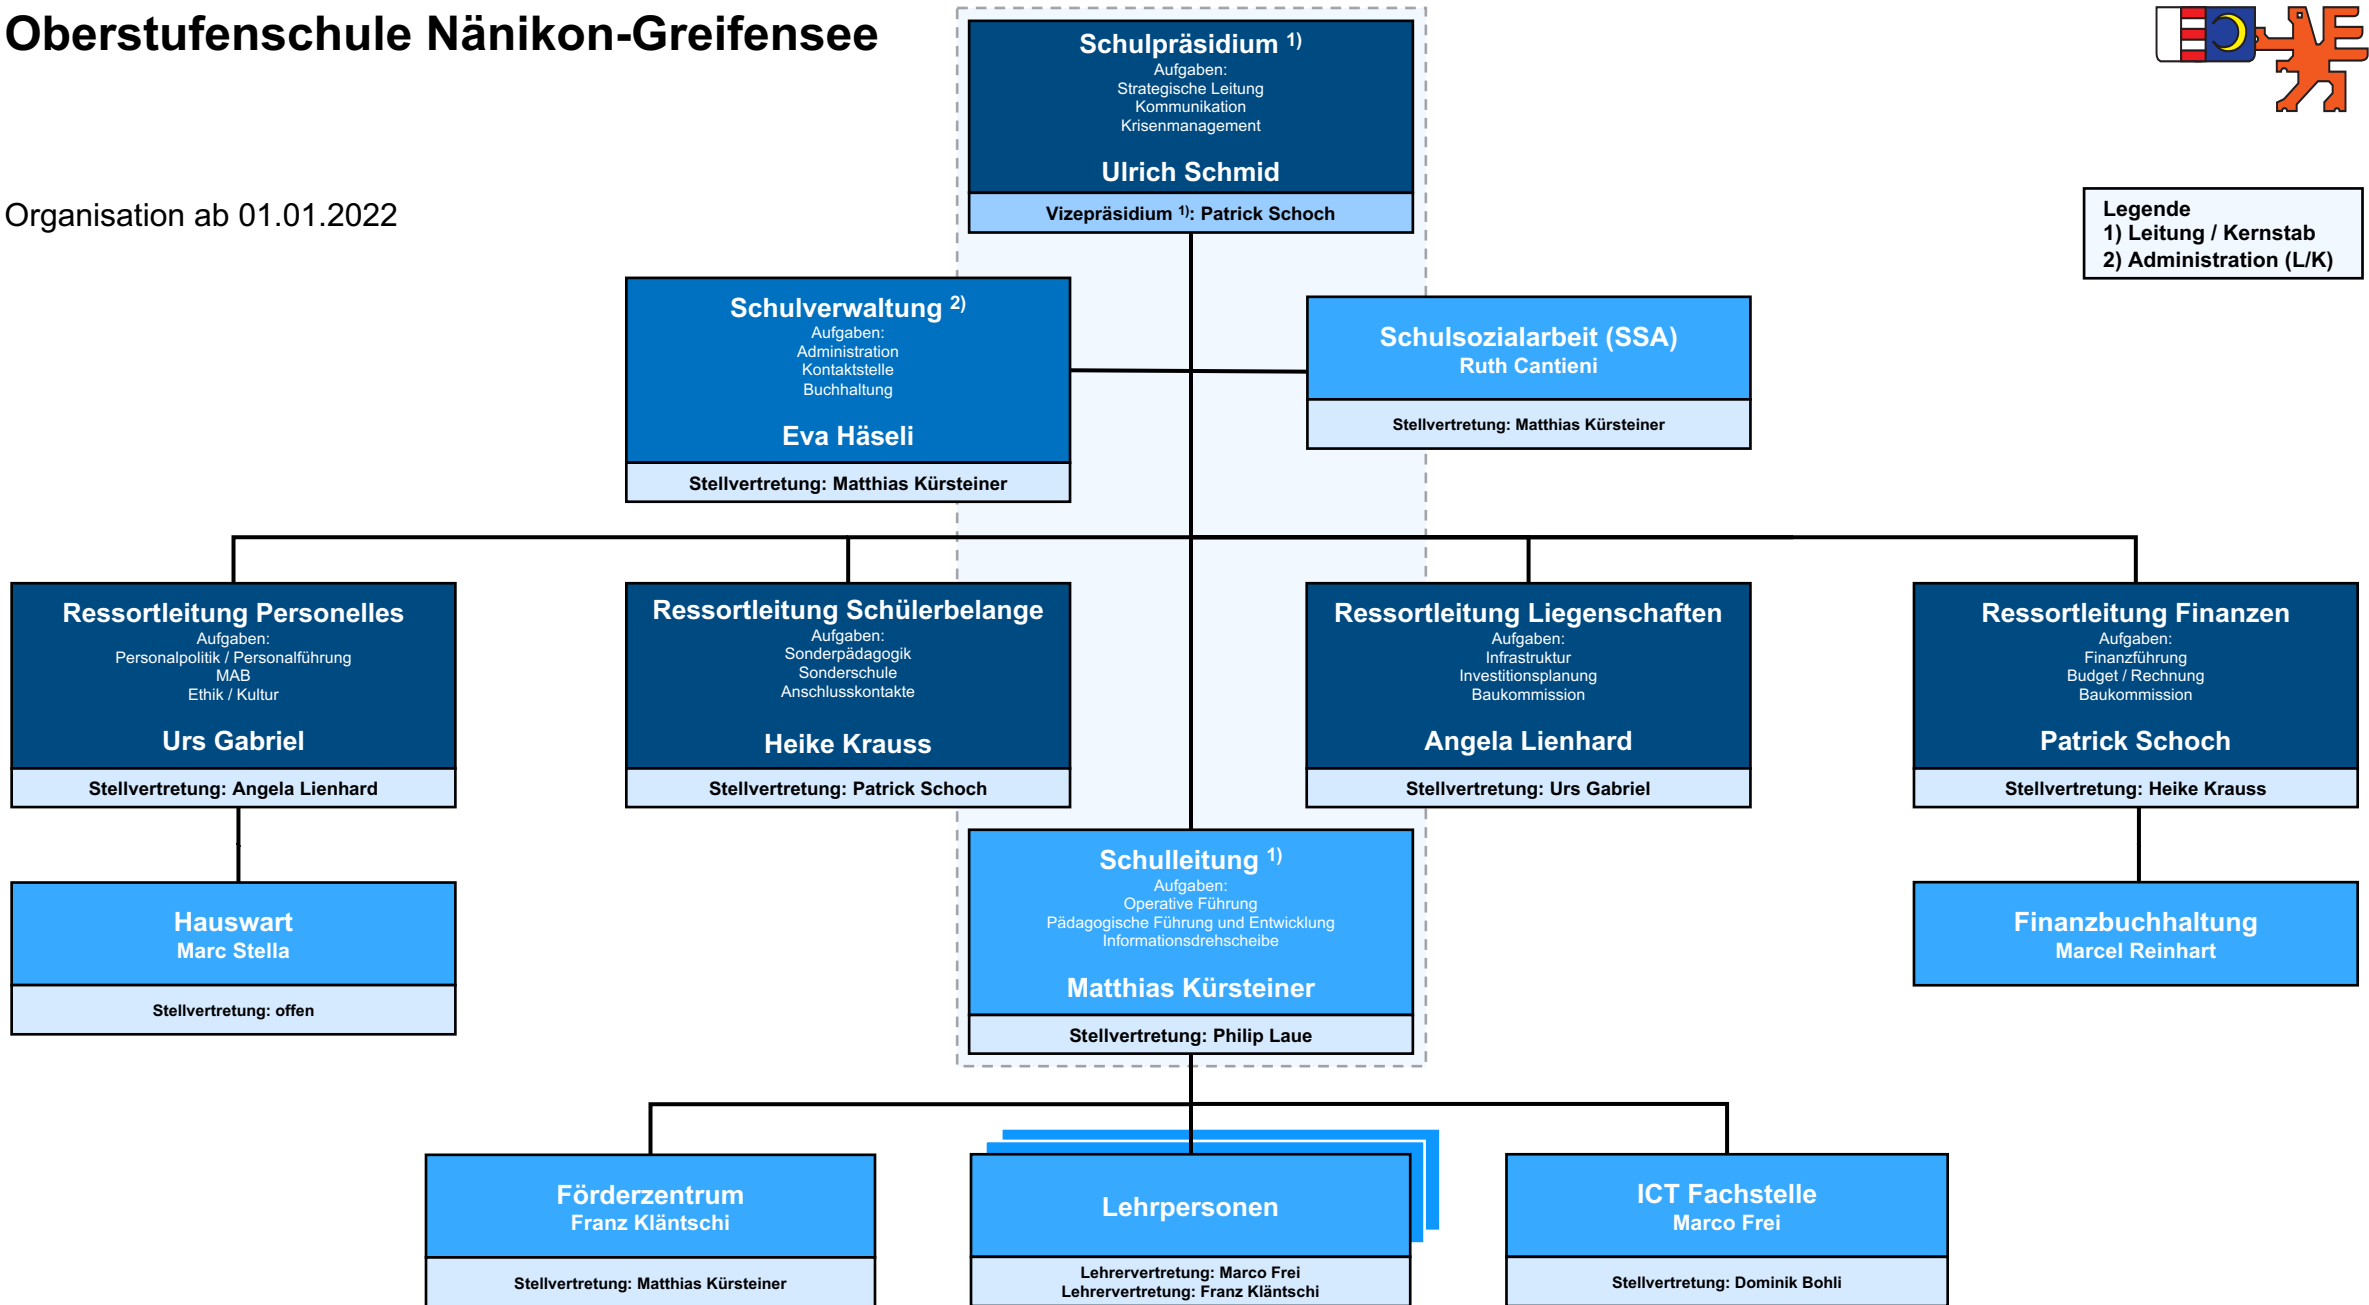 Oberstufenschule Nänikon-Greifensee
Organisation ab 01.01.2022
Schulpräsidium 1)
Aufgaben:
Strategische Leitung
Kommunikation
Krisenmanagement
Ulrich Schmid
Vizepräsidium 1): Patrick Schoch
Legende
1) Leitung / Kernstab
2) Administration (L/K)
Schulverwaltung 2)
Aufgaben:
Administration
Kontaktstelle
Buchhaltung
Eva Häseli
Stellvertretung: Matthias Kürsteiner
Schulsozialarbeit (SSA)
Ruth Cantieni
Stellvertretung: Matthias Kürsteiner
Ressortleitung Personelles
Aufgaben:
Personalpolitik / Personalführung
MAB
Ethik / Kultur
Urs Gabriel
Stellvertretung: Angela Lienhard
Ressortleitung Schülerbelange
Aufgaben:
Sonderpädagogik
Sonderschule
Anschlusskontakte
Heike Krauss
Stellvertretung: Patrick Schoch
Ressortleitung Liegenschaften
Aufgaben:
Infrastruktur
Investitionsplanung
Baukommission
Angela Lienhard
Stellvertretung: Urs Gabriel
Ressortleitung Finanzen
Aufgaben:
Finanzführung
Budget / Rechnung
Baukommission
Patrick Schoch
Stellvertretung: Heike Krauss
Hauswart
Marc Stella
Stellvertretung: offen
Schulleitung 1)
Aufgaben:
Operative Führung
Pädagogische Führung und Entwicklung
Informationsdrehscheibe
Matthias Kürsteiner
Stellvertretung: Philip Laue
Finanzbuchhaltung
Marcel Reinhart
Förderzentrum
Franz Kläntschi
Stellvertretung: Matthias Kürsteiner
Lehrpersonen
Lehrervertretung: Marco Frei
Lehrervertretung: Franz Kläntschi
ICT Fachstelle
Marco Frei
Stellvertretung: Dominik Bohli